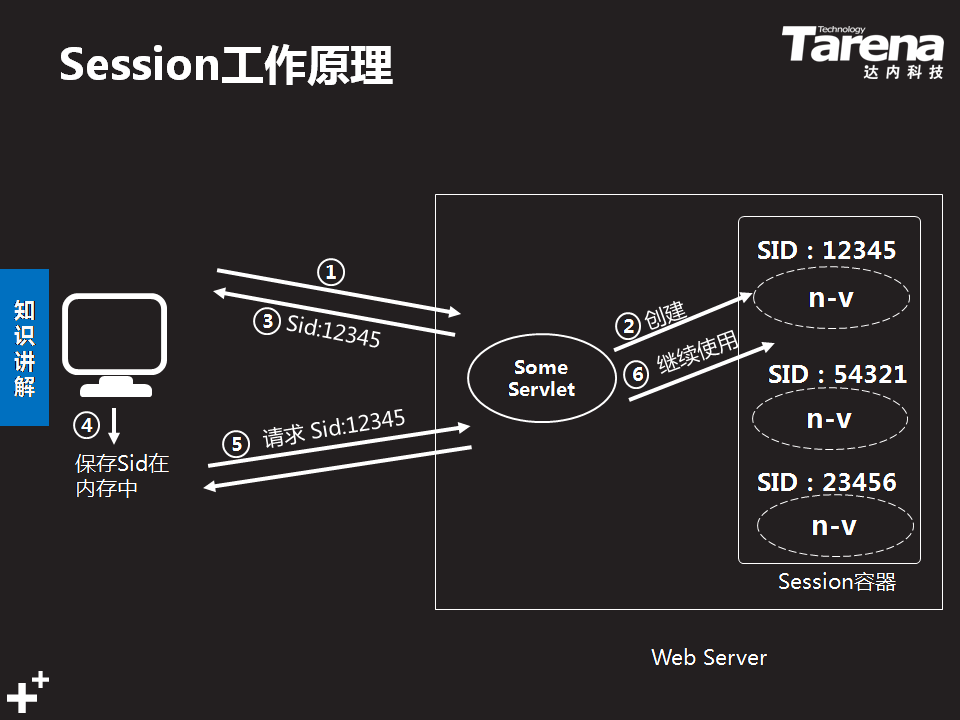 Session工作原理
Technology
Tarena
达内科技
知识讲解
①
③ Sid:12345
② 创建
⑥ 继续使用
SID：12345
n-v
Some
Servlet
SID：54321
n-v
④
保存Sid在
内存中
⑤ 请求 Sid:12345
SID：23456
n-v
Session容器
Web Server